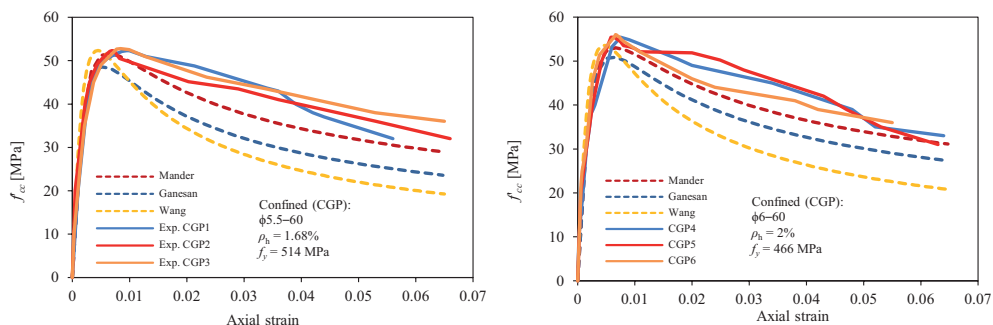 60
50
40
30
20
10
0
f'cc [MPa]
Mander
Ganesan
Wang
Exp. CGP1
Exp. CGP2
Exp. CGP3
Confined (CGP):
ϕ5.5–60
ρh = 1.68%
fy = 514 MPa
0 0.01 0.02 0.03 0.04 0.05 0.06 0.07
Axial strain
60
50
40
30
20
10
0
f'cc [MPa]
Mander
Ganesan
Wang
CGP4
CGP5
CGP6
Confined (CGP):
ϕ6–60
ρh = 2%
fy = 466 MPa
0 0.01 0.02 0.03 0.04 0.05 0.06 0.07
Axial strain